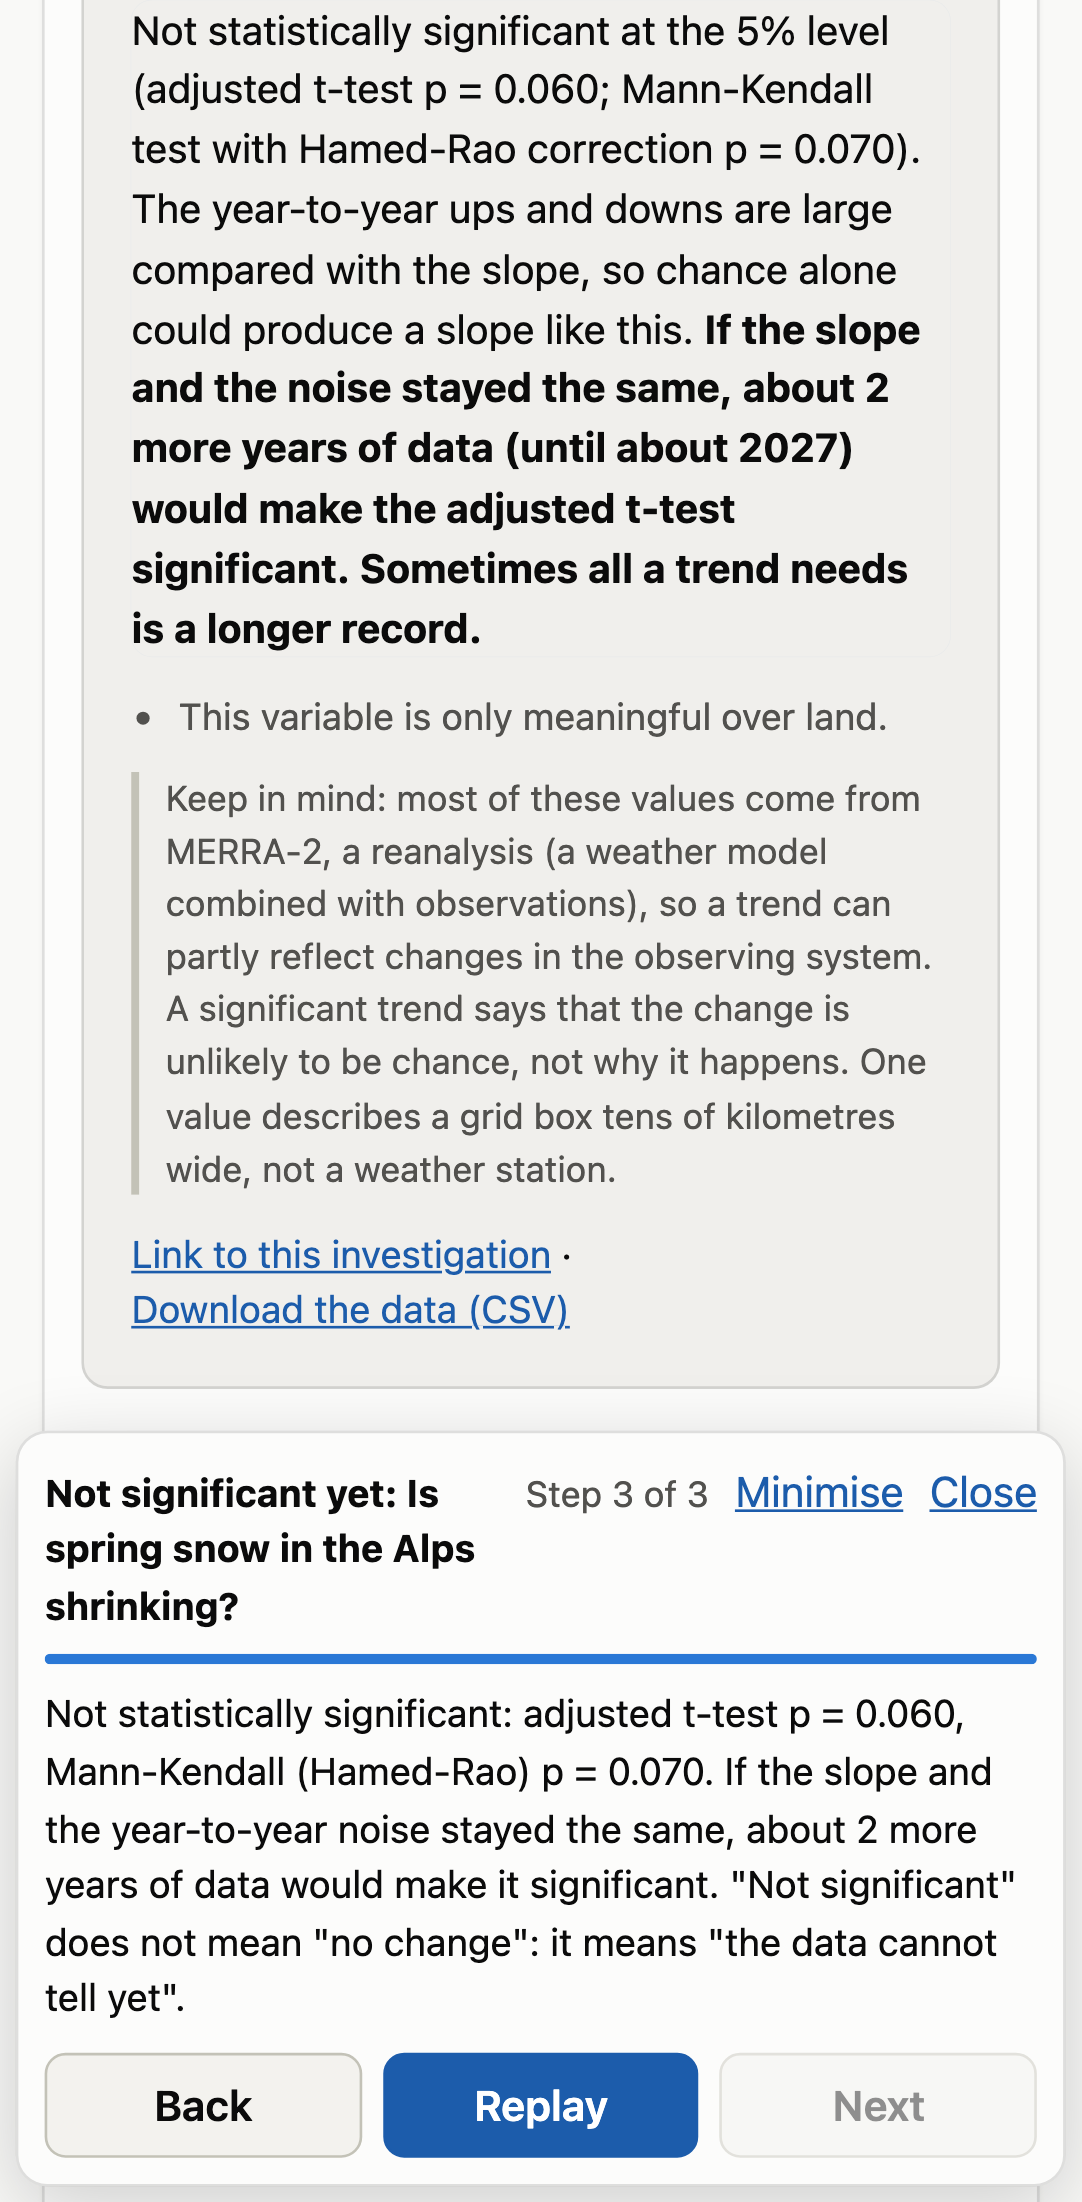 Not statistically significant at the 5% level
(adjusted t-test p = 0.060; Mann-Kendall
test with Hamed-Rao correction p = 0.070).
The year-to-year ups and downs are large
compared with the slope, so chance alone
could produce a slope like this. If the slope
and the noise stayed the same, about 2
more years of data (until about 2027)
would make the adjusted t-test
significant. Sometimes all a trend needs
is a longer record.
• This variable is only meaningful over land.
Keep in mind: most of these values come from
MERRA-2, a reanalysis (a weather model
combined with observations), so a trend can
partly reflect changes in the observing system.
A significant trend says that the change is
unlikely to be chance, not why it happens. One
value describes a grid box tens of kilometres
wide, not a weather station.
Link to this investigation ·
Download the data (CSV)
Not significant yet: Is
spring snow in the Alps
shrinking?
Step 3 of 3 Minimise Close
Not statistically significant: adjusted t-test p = 0.060,
Mann-Kendall (Hamed-Rao) p = 0.070. If the slope and
the year-to-year noise stayed the same, about 2 more
years of data would make it significant. "Not significant"
does not mean "no change": it means "the data cannot
tell yet".
Back Replay Next